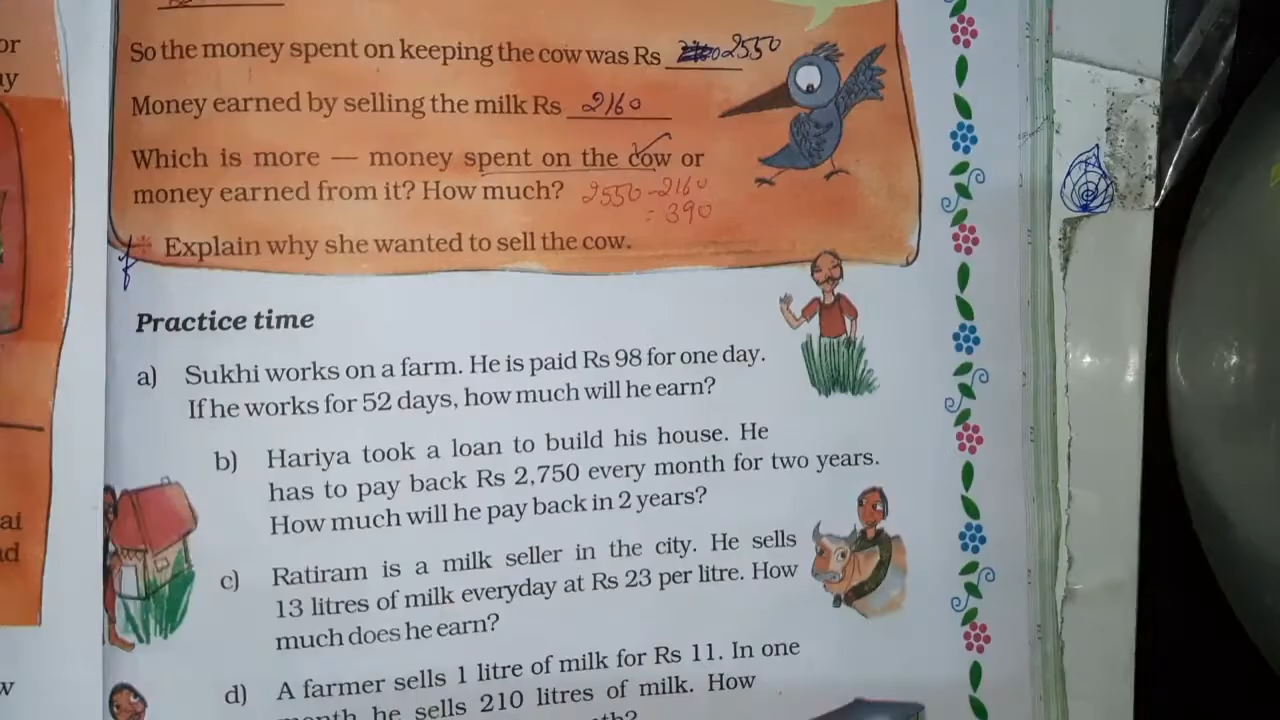 or
ay
So the money spent on keeping the cow was Rs 2550
Money earned by selling the milk Rs 2160
Which is more — money spent on the cow or
money earned from it? How much? 2550-2160
= 390
Explain why she wanted to sell the cow.
Practice time
a) Sukhi works on a farm. He is paid Rs 98 for one day.
If he works for 52 days, how much will he earn?
b) Hariya took a loan to build his house. He
has to pay back Rs 2,750 every month for two years.
How much will he pay back in 2 years?
ai
ad
c) Ratiram is a milk seller in the city. He sells
13 litres of milk everyday at Rs 23 per litre. How
much does he earn?
w
d) A farmer sells 1 litre of milk for Rs 11. In one
month he sells 210 litres of milk. How